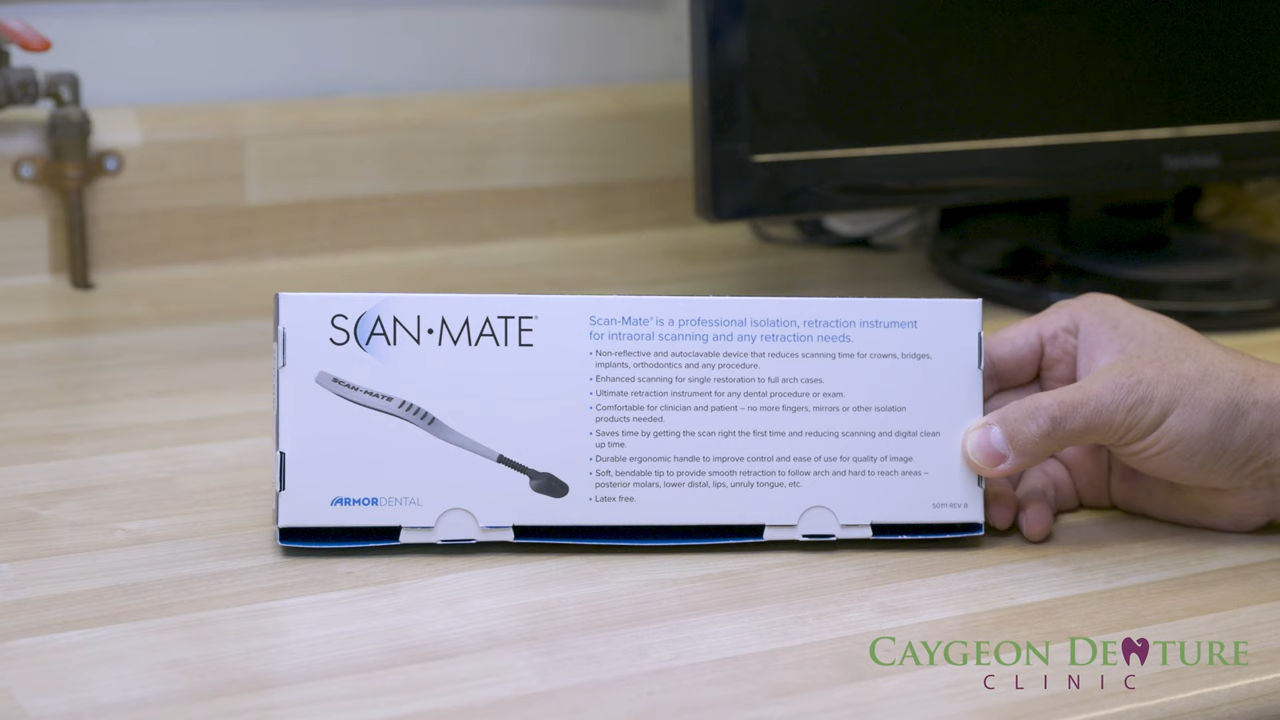 SCAN•MATE®
SCAN•MATE
ARMORDENTAL
Scan-Mate® is a professional isolation, retraction instrument
for intraoral scanning and any retraction needs.
• Non-reflective and autoclavable device that reduces scanning time for crowns, bridges,
implants, orthodontics and any procedure.
• Enhanced scanning for single restoration to full arch cases.
• Ultimate retraction instrument for any dental procedure or exam.
• Comfortable for clinician and patient – no more fingers, mirrors or other isolation
products needed.
• Saves time by getting the scan right the first time and reducing scanning and digital clean
up time.
• Durable ergonomic handle to improve control and ease of use for quality of image.
• Soft, bendable tip to provide smooth retraction to follow arch and hard to reach areas –
posterior molars, lower distal, lips, unruly tongue, etc.
• Latex free.
S0111 REV B
CAYGEON DENTURE
CLINIC